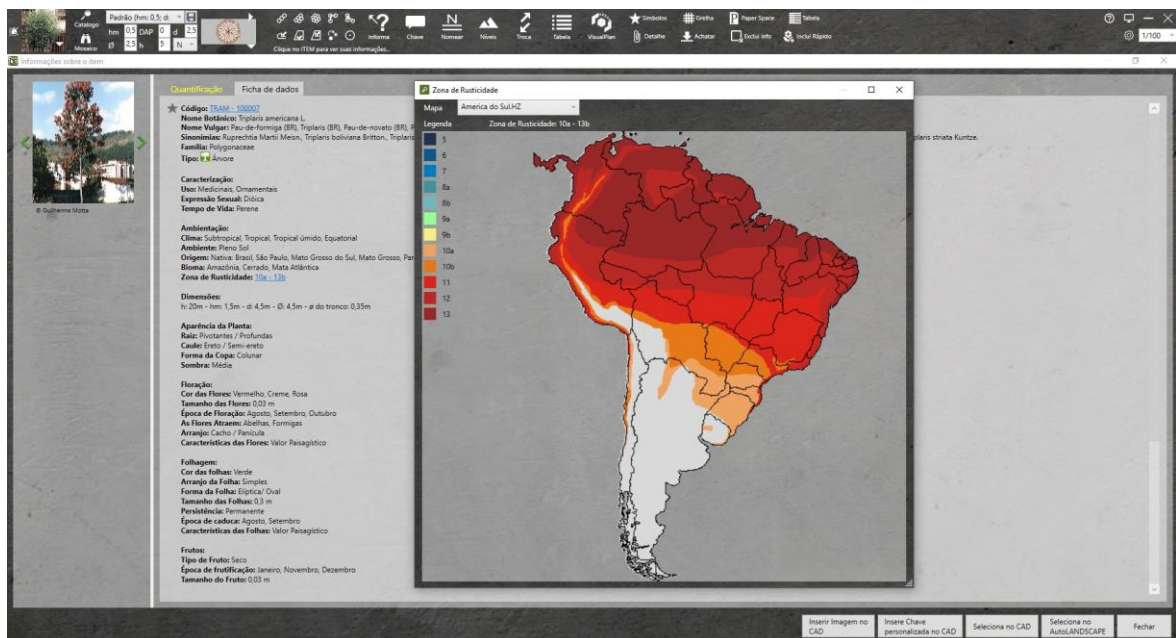 Catalogo
Mosaico
Padrão (hm: 0,5; d:
hm 0,5 DAP 0 d 2,5
Ø 2,5 h 5 N
Clique no ITEM para ver suas informações...
Informa
Chave
Nomear
Níveis
Troca
Tabela
VisualPlan
Símbolos
Detalhe
Grelha
Achatar
Paper Space
Exclui info
Tabela
Inclui Rápido
1/100
Informações sobre o item
© Guilherme Motta
Quantificação
Ficha de dados
Código: TRAM - 100007
Nome Botânico: Triplaris americana L.
Nome Vulgar: Pau-de-formiga (BR), Triplaris (BR), Pau-de-novato (BR), P
Sinonímias: Ruprechtia Martii Meisn., Triplaris boliviana Britton., Triplaris
plaris striata Kuntze.
Família: Polygonaceae
Tipo: Árvore
Caracterização:
Uso: Medicinais, Ornamentais
Expressão Sexual: Dióica
Tempo de Vida: Perene
Ambientação:
Clima: Subtropical, Tropical, Tropical úmido, Equatorial
Ambiente: Pleno Sol
Origem: Nativa: Brasil, São Paulo, Mato Grosso do Sul, Mato Grosso, Par
Bioma: Amazônia, Cerrado, Mata Atlântica
Zona de Rusticidade: 10a - 13b
Dimensões:
h: 20m - hm: 1,5m - d: 4,5m - Ø: 4,5m - ø do tronco: 0,35m
Aparência da Planta:
Raiz: Pivotantes / Profundas
Caule: Ereto / Semi-ereto
Forma da Copa: Colunar
Sombra: Média
Floração:
Cor das Flores: Vermelho, Creme, Rosa
Tamanho das Flores: 0,03 m
Época de Floração: Agosto, Setembro, Outubro
As Flores Atraem: Abelhas, Formigas
Arranjo: Cacho / Panícula
Características das Flores: Valor Paisagístico
Folhagem:
Cor das folhas: Verde
Arranjo da Folha: Simples
Forma da Folha: Elíptica/ Oval
Tamanho das Folhas: 0,3 m
Persistência: Permanente
Época de caduca: Agosto, Setembro
Características das Folhas: Valor Paisagístico
Frutos:
Tipo de Fruto: Seco
Época de frutificação: Janeiro, Novembro, Dezembro
Tamanho do Fruto: 0,03 m
Zona de Rusticidade
Mapa America do Sul.HZ
Legenda Zona de Rusticidade: 10a - 13b
5
6
7
8a
8b
9a
9b
10a
10b
11
12
13
Inserir Imagem no CAD
Insere Chave personalizada no CAD
Seleciona no CAD
Seleciona no AutoLANDSCAPE
Fechar